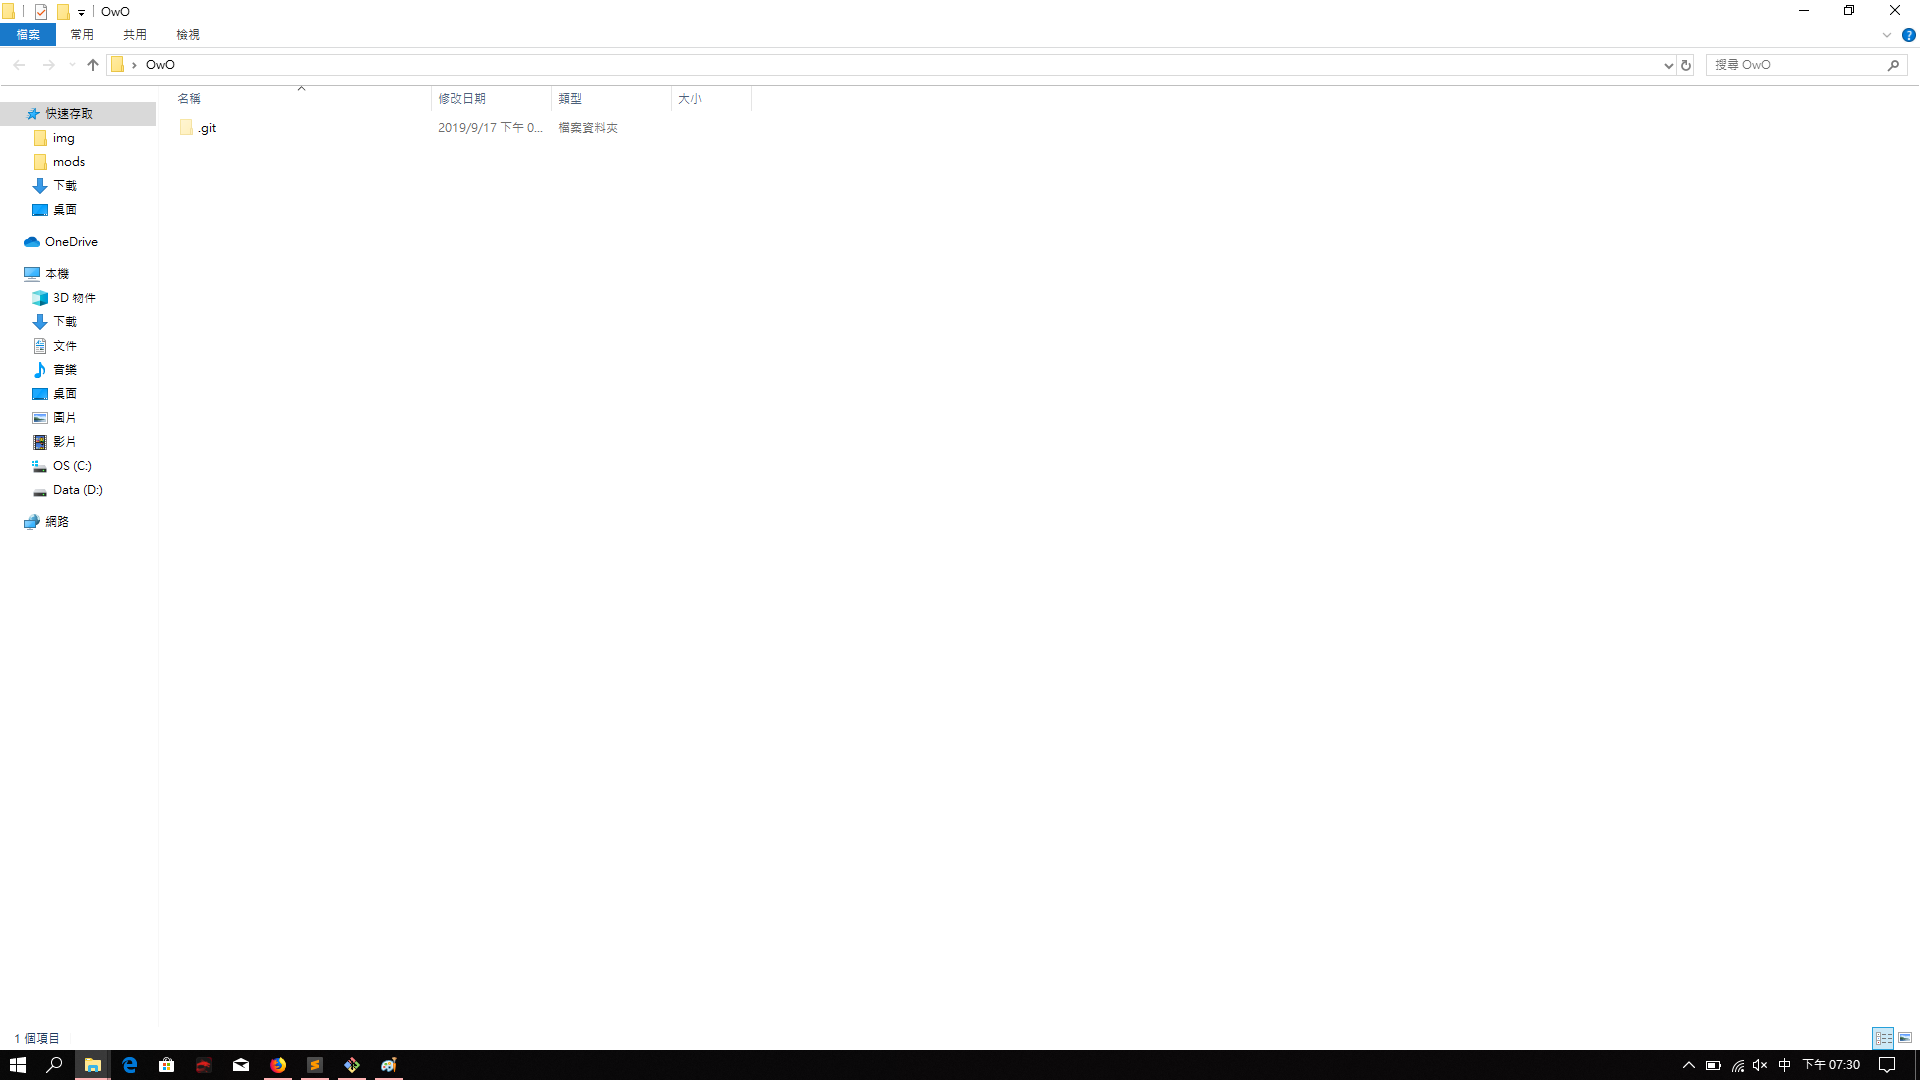 OwO
檔案 常用 共用 檢視
OwO
搜尋 OwO
名稱 修改日期 類型 大小
.git 2019/9/17 下午 0... 檔案資料夾
快速存取
img
mods
下載
桌面
OneDrive
本機
3D 物件
下載
文件
音樂
桌面
圖片
影片
OS (C:)
Data (D:)
網路
1 個項目
中 下午 07:30